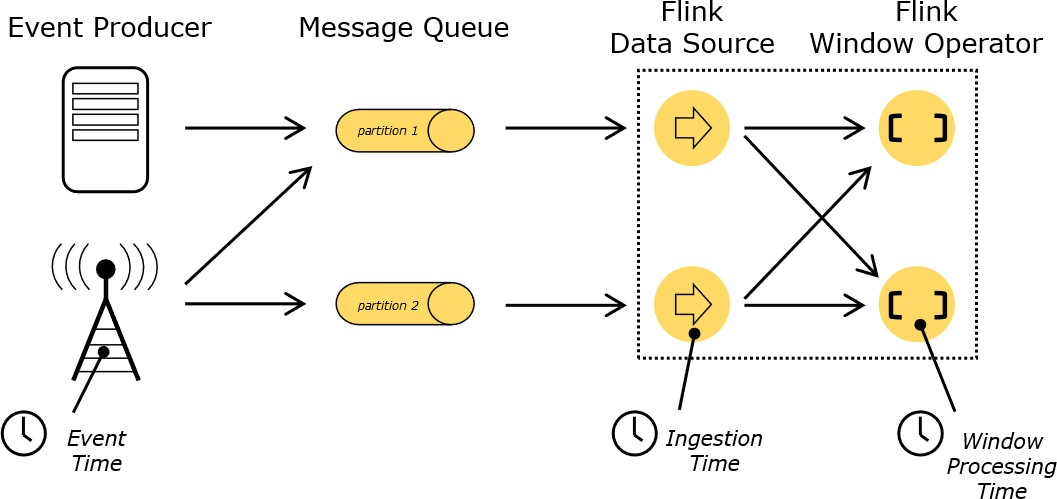 Event Producer
Message Queue
Flink
Data Source
Flink
Window Operator
partition 1
partition 2
Event
Time
Ingestion
Time
Window
Processing
Time